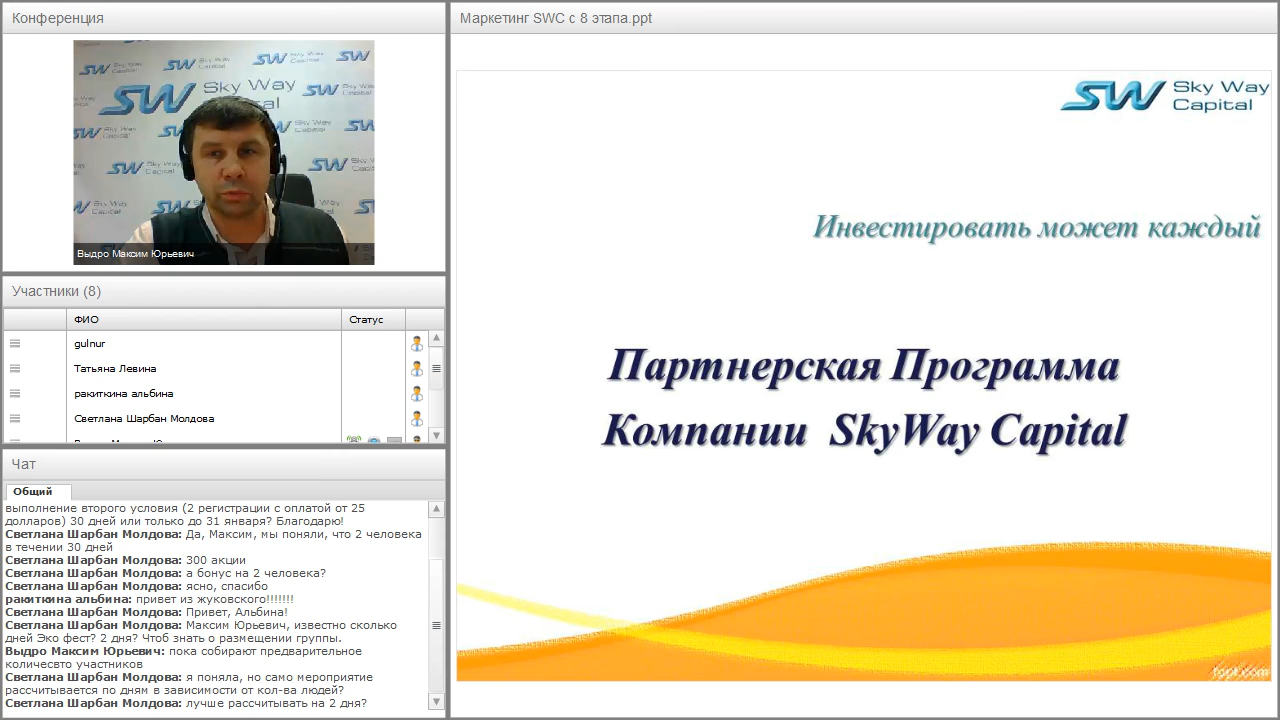 Конференция
SW Sky Way Capital
Выдро Максим Юрьевич
Участники (8)
ФИО Статус
gulnur
Татьяна Левина
ракиткина альбина
Светлана Шарбан Молдова
Чат
Общий
выполнение второго условия (2 регистрации с оплатой от 25
долларов) 30 дней или только до 31 января? Благодарю!
Светлана Шарбан Молдова: Да, Максим, мы поняли, что 2 человека
в течении 30 дней
Светлана Шарбан Молдова: 300 акции
Светлана Шарбан Молдова: а бонус на 2 человека?
Светлана Шарбан Молдова: ясно, спасибо
ракиткина альбина: привет из жуковского!!!!!!!
Светлана Шарбан Молдова: Привет, Альбина!
Светлана Шарбан Молдова: Максим Юрьевич, известно сколько
дней Эко фест? 2 дня? Чтоб знать о размещении группы.
Выдро Максим Юрьевич: пока собирают предварительное
количесвто участников
Светлана Шарбан Молдова: я поняла, но само мероприятие
рассчитывается по дням в зависимости от кол-ва людей?
Светлана Шарбан Молдова: лучше рассчитывать на 2 дня?
Маркетинг SWC с 8 этапа.ppt
SW Sky Way
Capital
Инвестировать может каждый
Партнерская Программа
Компании SkyWay Capital